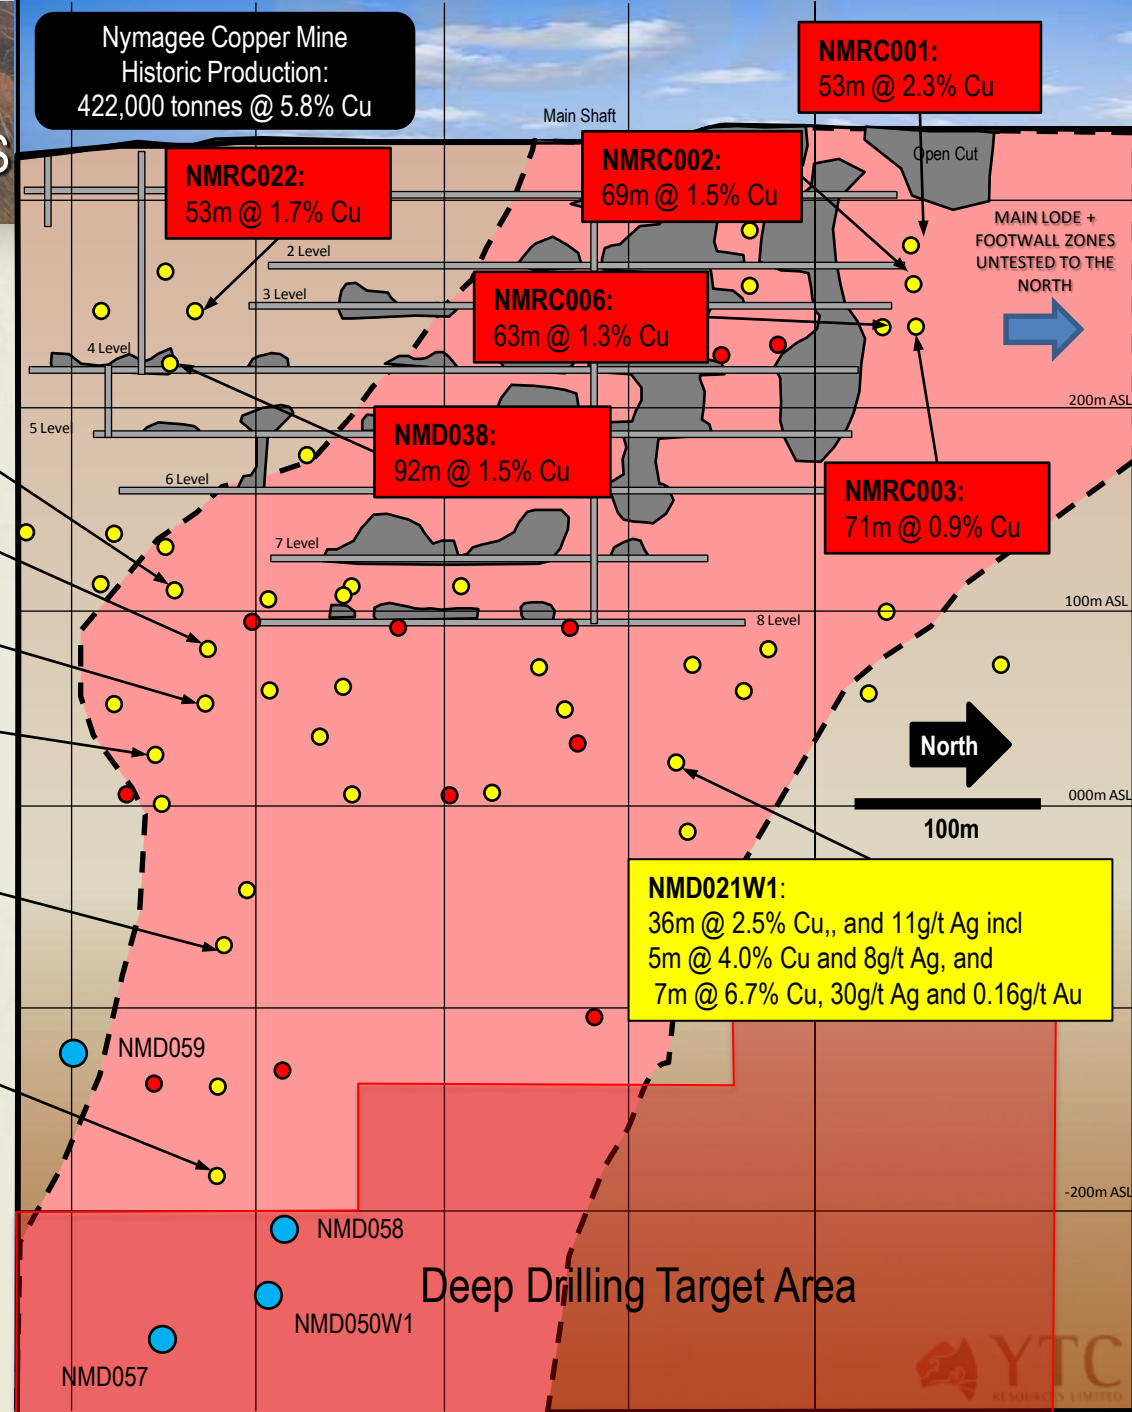 Nymagee Copper Mine
Historic Production:
422,000 tonnes @ 5.8% Cu
S
NMRC001:
53m @ 2.3% Cu
Main Shaft
Open Cut
NMRC022:
53m @ 1.7% Cu
NMRC002:
69m @ 1.5% Cu
MAIN LODE +
FOOTWALL ZONES
UNTESTED TO THE
NORTH
2 Level
3 Level
NMRC006:
63m @ 1.3% Cu
4 Level
200m ASL
5 Level
NMD038:
92m @ 1.5% Cu
6 Level
NMRC003:
71m @ 0.9% Cu
7 Level
100m ASL
8 Level
North
000m ASL
100m
NMD021W1:
36m @ 2.5% Cu,, and 11g/t Ag incl
5m @ 4.0% Cu and 8g/t Ag, and
7m @ 6.7% Cu, 30g/t Ag and 0.16g/t Au
NMD059
-200m ASL
NMD058
Deep Drilling Target Area
NMD050W1
NMD057
YTC
RESOURCES LIMITED